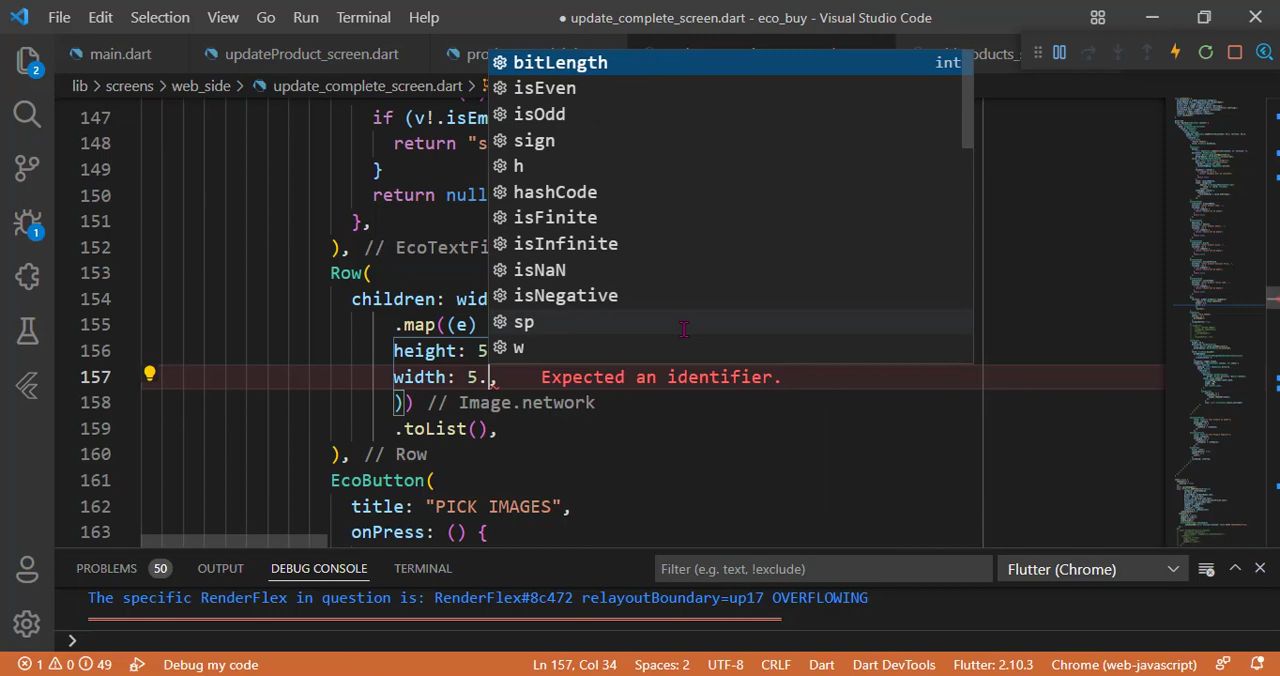 File Edit Selection View Go Run Terminal Help ● update_complete_screen.dart - eco_buy - Visual Studio Code
main.dart updateProduct_screen.dart
lib > screens > web_side > update_complete_screen.dart >
bitLength int
isEven
isOdd
sign
h
hashCode
isFinite
isInfinite
isNaN
isNegative
sp
w
147 if (v!.isEm
148 return "s
149 }
150 return null
151 },
152 ), // EcoTextFi
153 Row(
154 children: wid
155 .map((e)
156 height: 5
157 width: 5., Expected an identifier.
158 )) // Image.network
159 .toList(),
160 ), // Row
161 EcoButton(
162 title: "PICK IMAGES",
163 onPress: () {
PROBLEMS 50 OUTPUT DEBUG CONSOLE TERMINAL Filter (e.g. text, !exclude) Flutter (Chrome)
The specific RenderFlex in question is: RenderFlex#8c472 relayoutBoundary=up17 OVERFLOWING
>
1 0 49 Debug my code Ln 157, Col 34 Spaces: 2 UTF-8 CRLF Dart Dart DevTools Flutter: 2.10.3 Chrome (web-javascript)
2
1